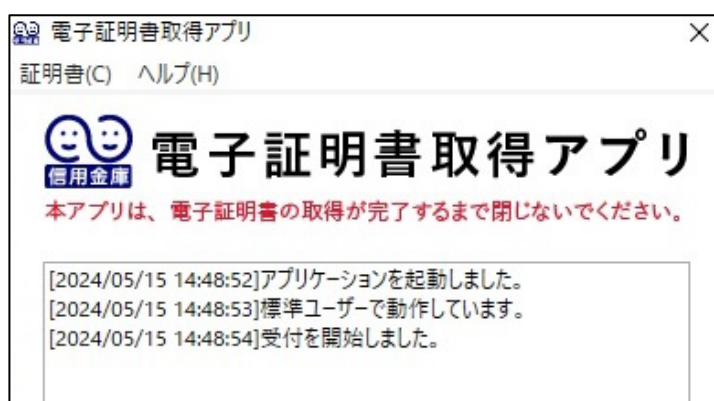 電子証明書取得アプリ
証明書(C) ヘルプ(H)
信用金庫
電子証明書取得アプリ
本アプリは、電子証明書の取得が完了するまで閉じないでください。
[2024/05/15 14:48:52]アプリケーションを起動しました。
[2024/05/15 14:48:53]標準ユーザーで動作しています。
[2024/05/15 14:48:54]受付を開始しました。